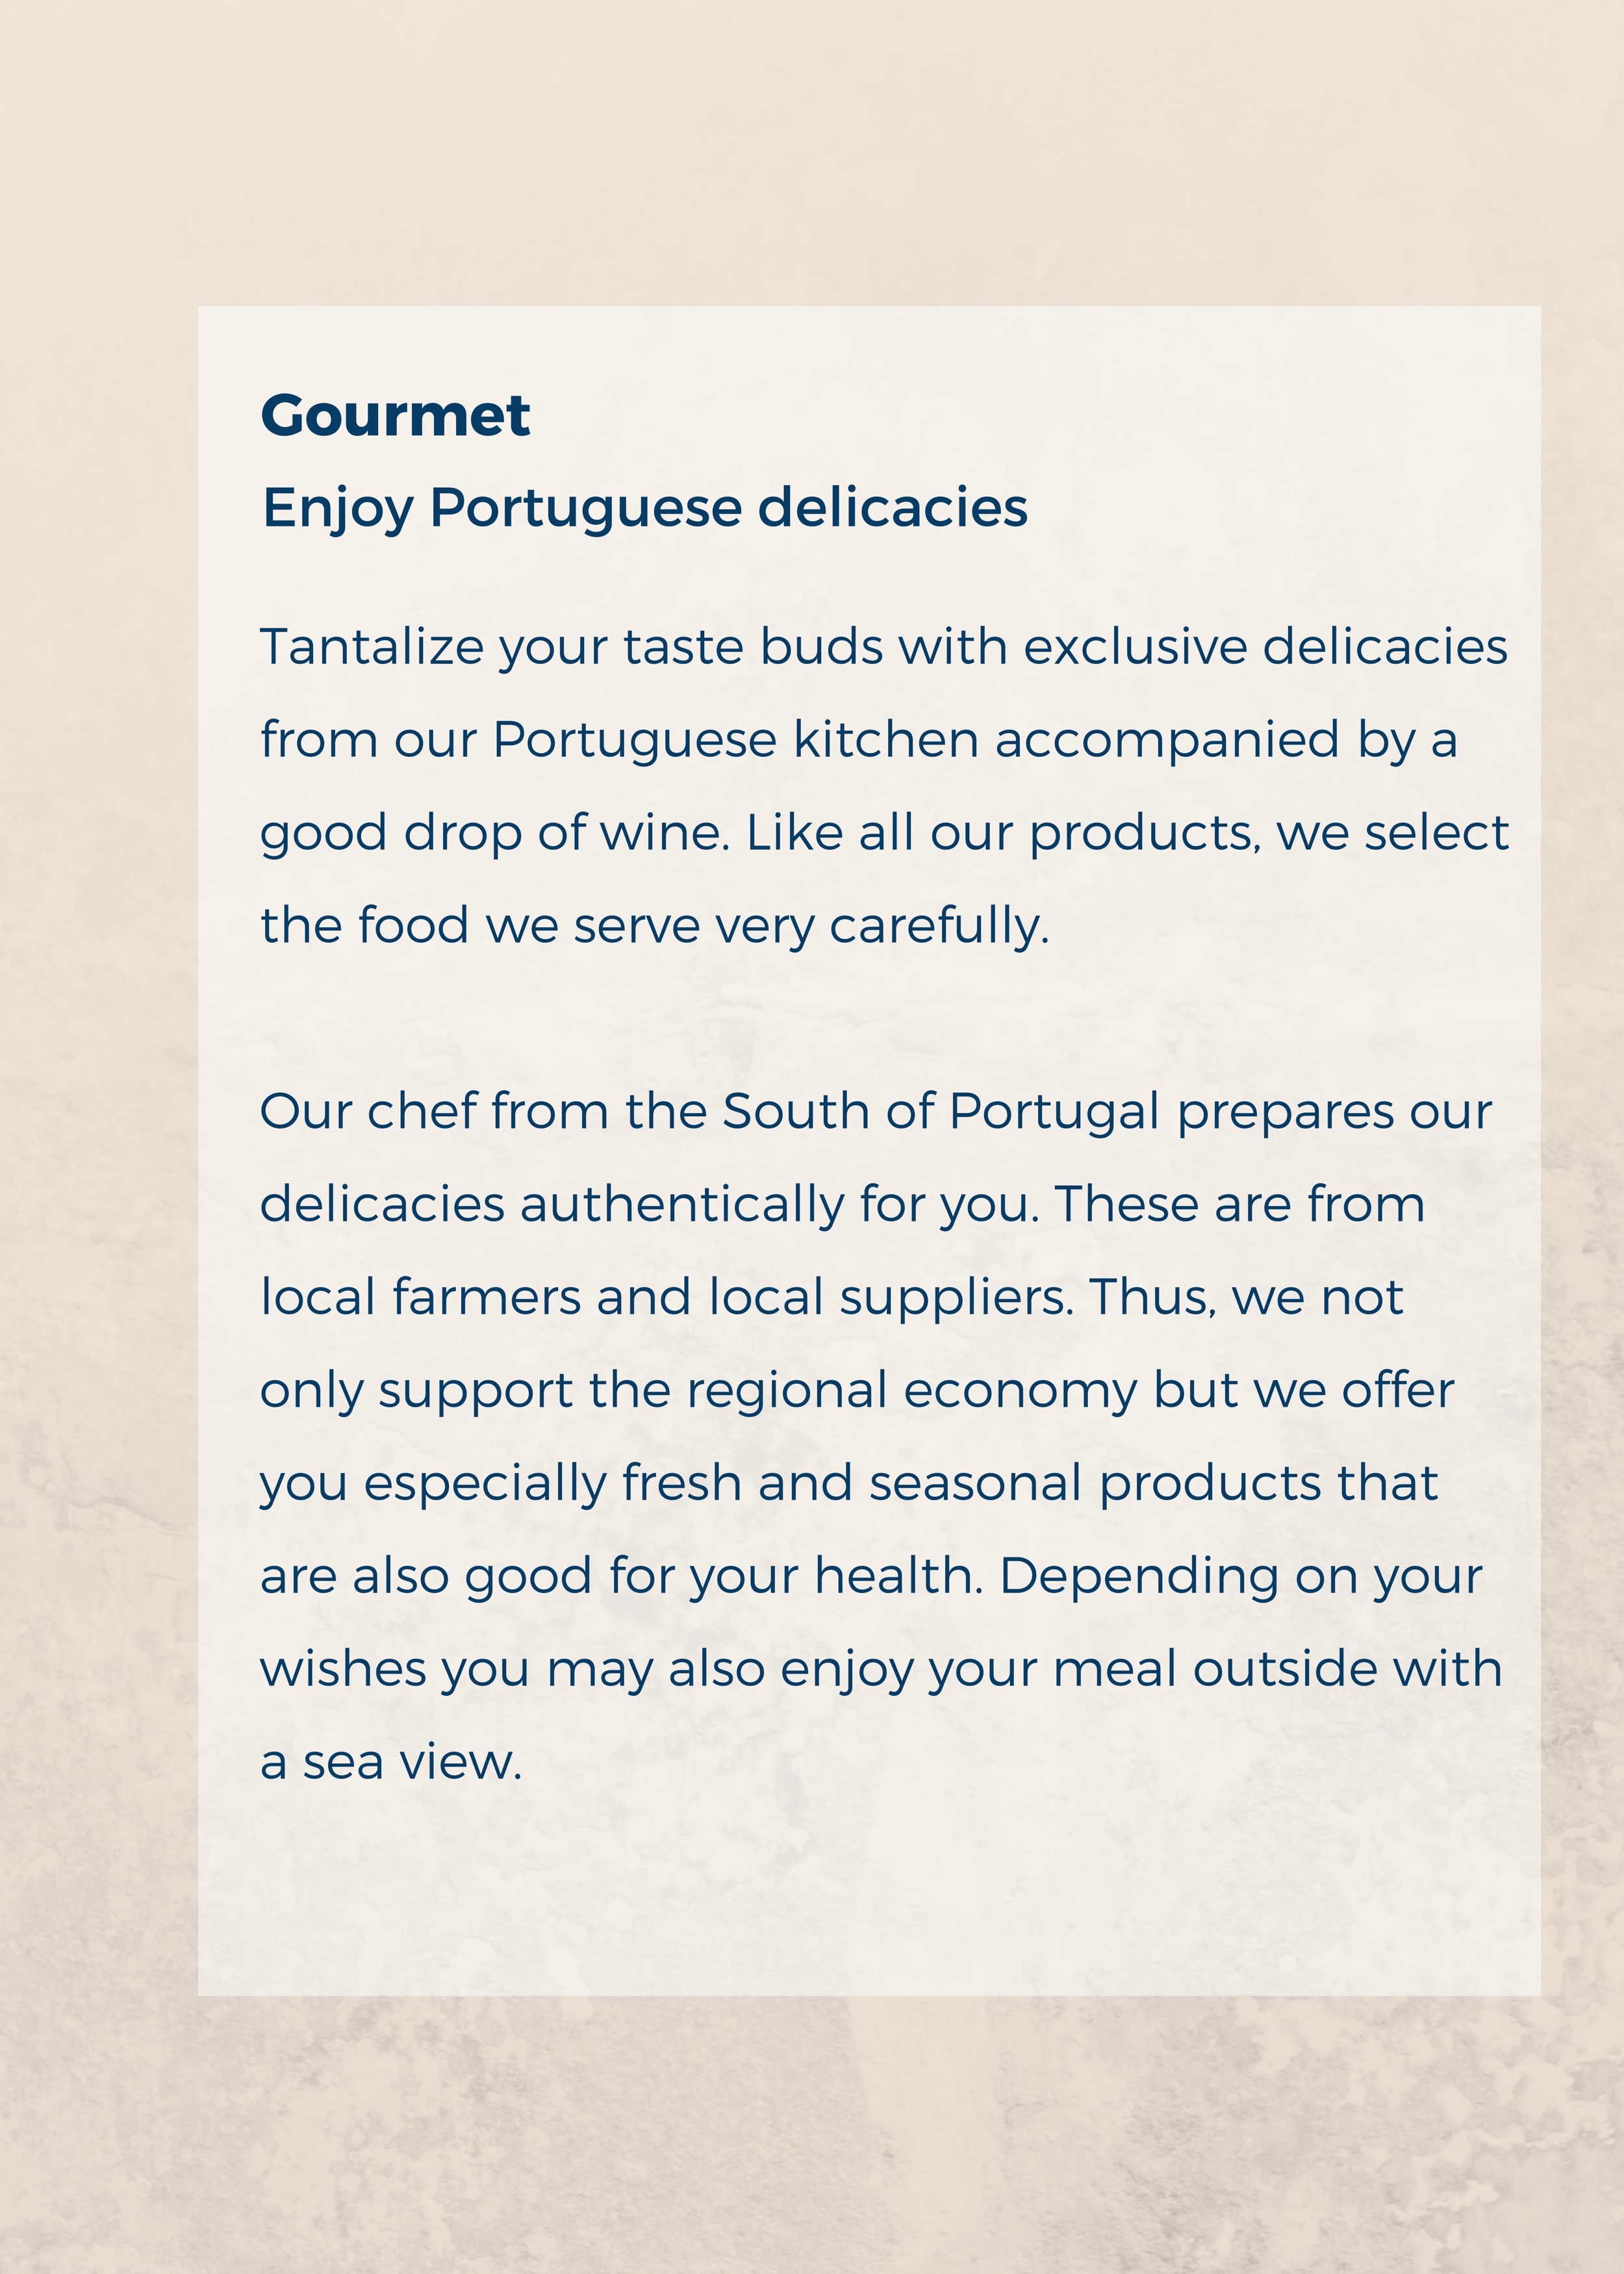 Gourmet
Enjoy Portuguese delicacies
Tantalize your taste buds with exclusive delicacies
from our Portuguese kitchen accompanied by a
good drop of wine. Like all our products, we select
the food we serve very carefully.
Our chef from the South of Portugal prepares our
delicacies authentically for you. These are from
local farmers and local suppliers. Thus, we not
only support the regional economy but we offer
you especially fresh and seasonal products that
are also good for your health. Depending on your
wishes you may also enjoy your meal outside with
a sea view.